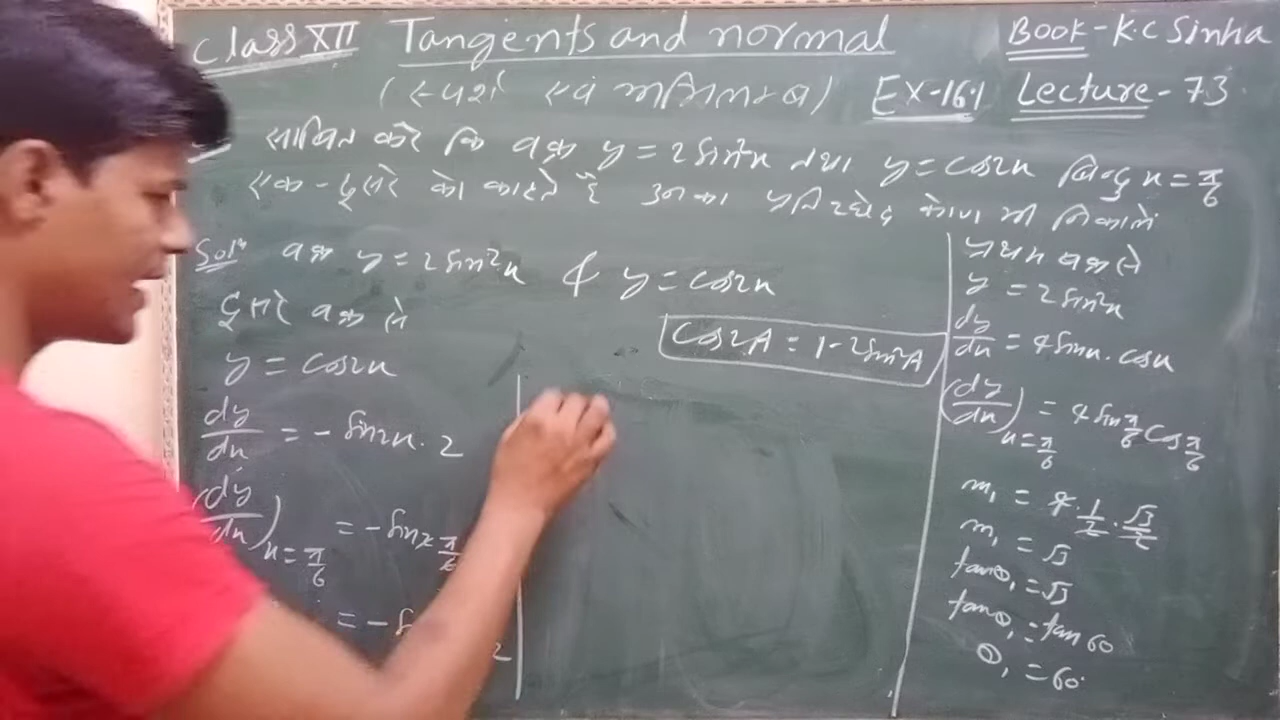 Class XII Tangents and normal Book - K.C Sinha
(स्पर्श एवं अभिलम्ब) EX-16.1 Lecture - 73
साबित करें कि वक्र y = 2 sin²x तथा y = cos2x बिन्दु x = π/6
एक-दूसरे को काटते हैं उनका प्रतिच्छेद कोण भी निकालें
Solⁿ वक्र y = 2 sin²x & y = cos2x
दूसरे वक्र से
y = cos2x
dy/dx = - sin2x . 2
(dy/dx) x = π/6 = - sin2 π/6
= - S
2
cos2A = 1 - 2sin²A
प्रथम वक्र से
y = 2 sin²x
dy/dx = 4 sinx . cosx
(dy/dx) x = π/6 = 4 sin π/6 cos π/6
m₁ = 4 . 1/2 . √3/2
m₁ = √3
tanθ₁ = √3
tanθ₁ = tan 60
θ₁ = 60°